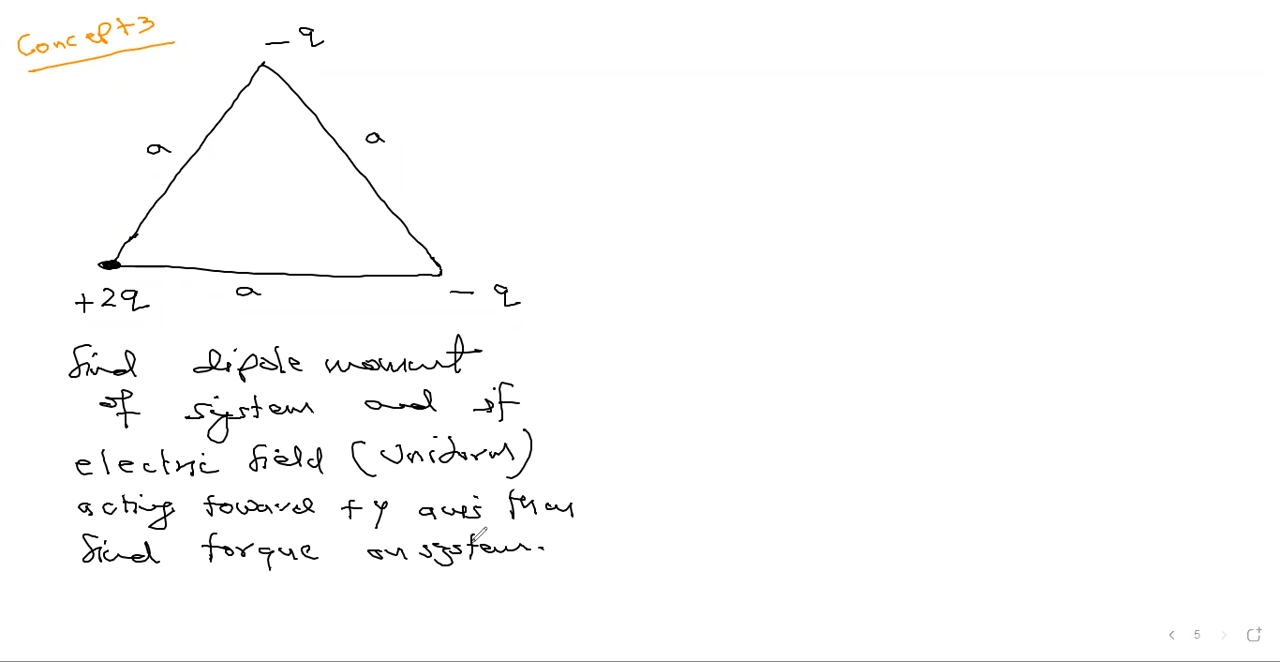 Concept 3
- q
a
a
+2q
a
- q
find dipole moment
of system and if
electric field (Uniform)
acting toward + y axis then
find torque on system.
5